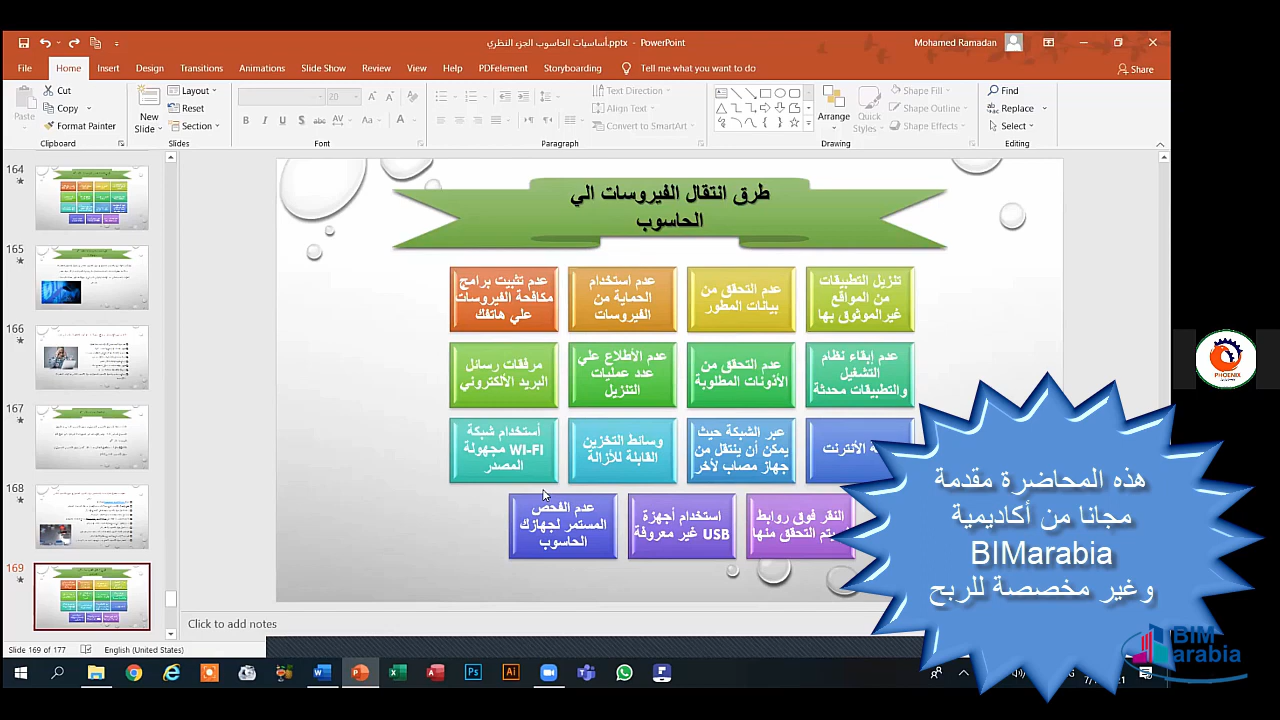 أساسيات الحاسوب الجزء النظري.pptx - PowerPoint
Mohamed Ramadan
File Home Insert Design Transitions Animations Slide Show Review View Help PDFelement Storyboarding Tell me what you want to do
Share
Paste
Cut
Copy
Format Painter
Clipboard
New
Slide
Layout
Reset
Section
Slides
20
Font
Text Direction
Align Text
Convert to SmartArt
Paragraph
Arrange
Quick
Styles
Shape Fill
Shape Outline
Shape Effects
Drawing
Find
Replace
Select
Editing
164
165
166
167
168
169
طرق انتقال الفيروسات الي
الحاسوب
تنزيل التطبيقات
من المواقع
غيرالموثوق بها
عدم التحقق من
بيانات المطور
عدم استخدام
الحماية من
الفيروسات
عدم تثبيت برامج
مكافحة الفيروسات
علي هاتفك
عدم إبقاء نظام
التشغيل
والتطبيقات محدثة
عدم التحقق من
الأذونات المطلوبة
عدم الأطلاع علي
عدد عمليات
التنزيل
مرفقات رسائل
البريد الألكتروني
الأنترنت
عبر الشبكة حيث
يمكن أن ينتقل من
جهاز مصاب لأخر
وسائط التخزين
القابلة للأزالة
أستخدام شبكة
WI-FI مجهولة
المصدر
النقر فوق روابط
يتم التحقق منها
استخدام أجهزة
USB غير معروفة
عدم الفحص
المستمر لجهازك
الحاسوب
هذه المحاضرة مقدمة
مجانا من أكاديمية
BIMarabia
وغير مخصصة للربح
PHOENIX
BIM
arabia
Click to add notes
Slide 169 of 177
English (United States)